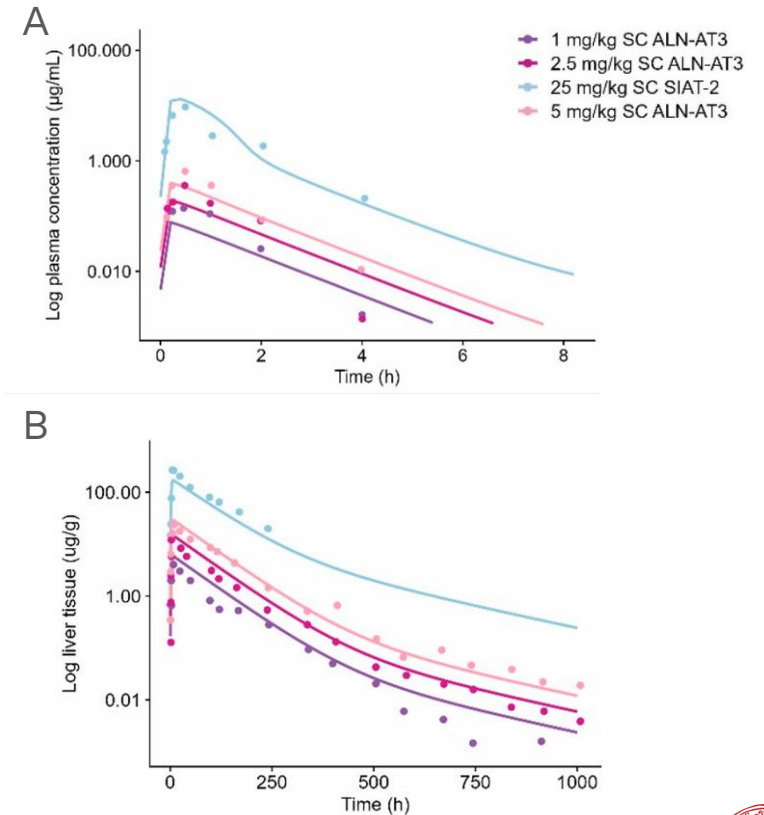 A
Log plasma concentration (µg/mL)
100.000
1.000
0.010
0
2
4
6
8
Time (h)
1 mg/kg SC ALN-AT3
2.5 mg/kg SC ALN-AT3
25 mg/kg SC SIAT-2
5 mg/kg SC ALN-AT3
B
Log liver tissue (ug/g)
100.00
1.00
0.01
0
250
500
750
1000
Time (h)